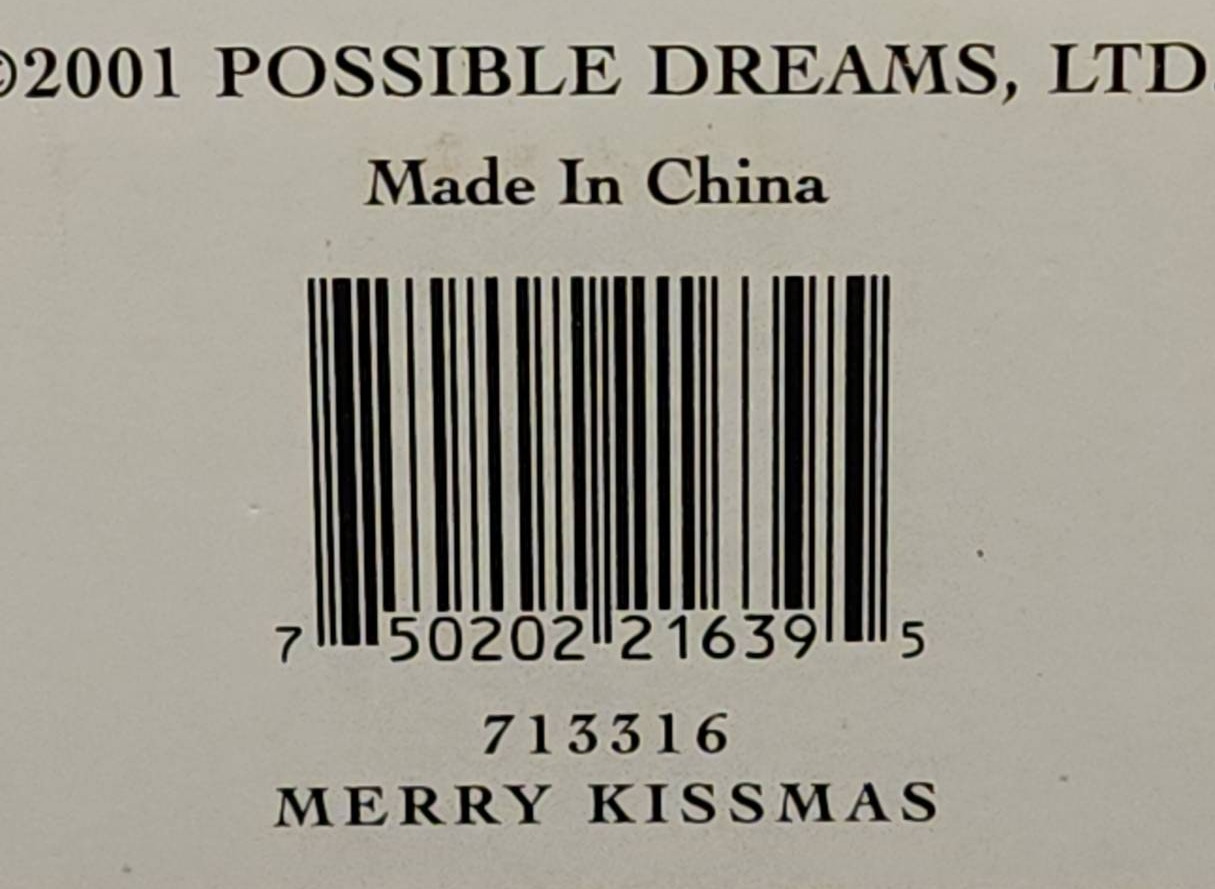 ©2001 POSSIBLE DREAMS, LTD.
Made In China
7 50202 21639 5
713316
MERRY KISSMAS